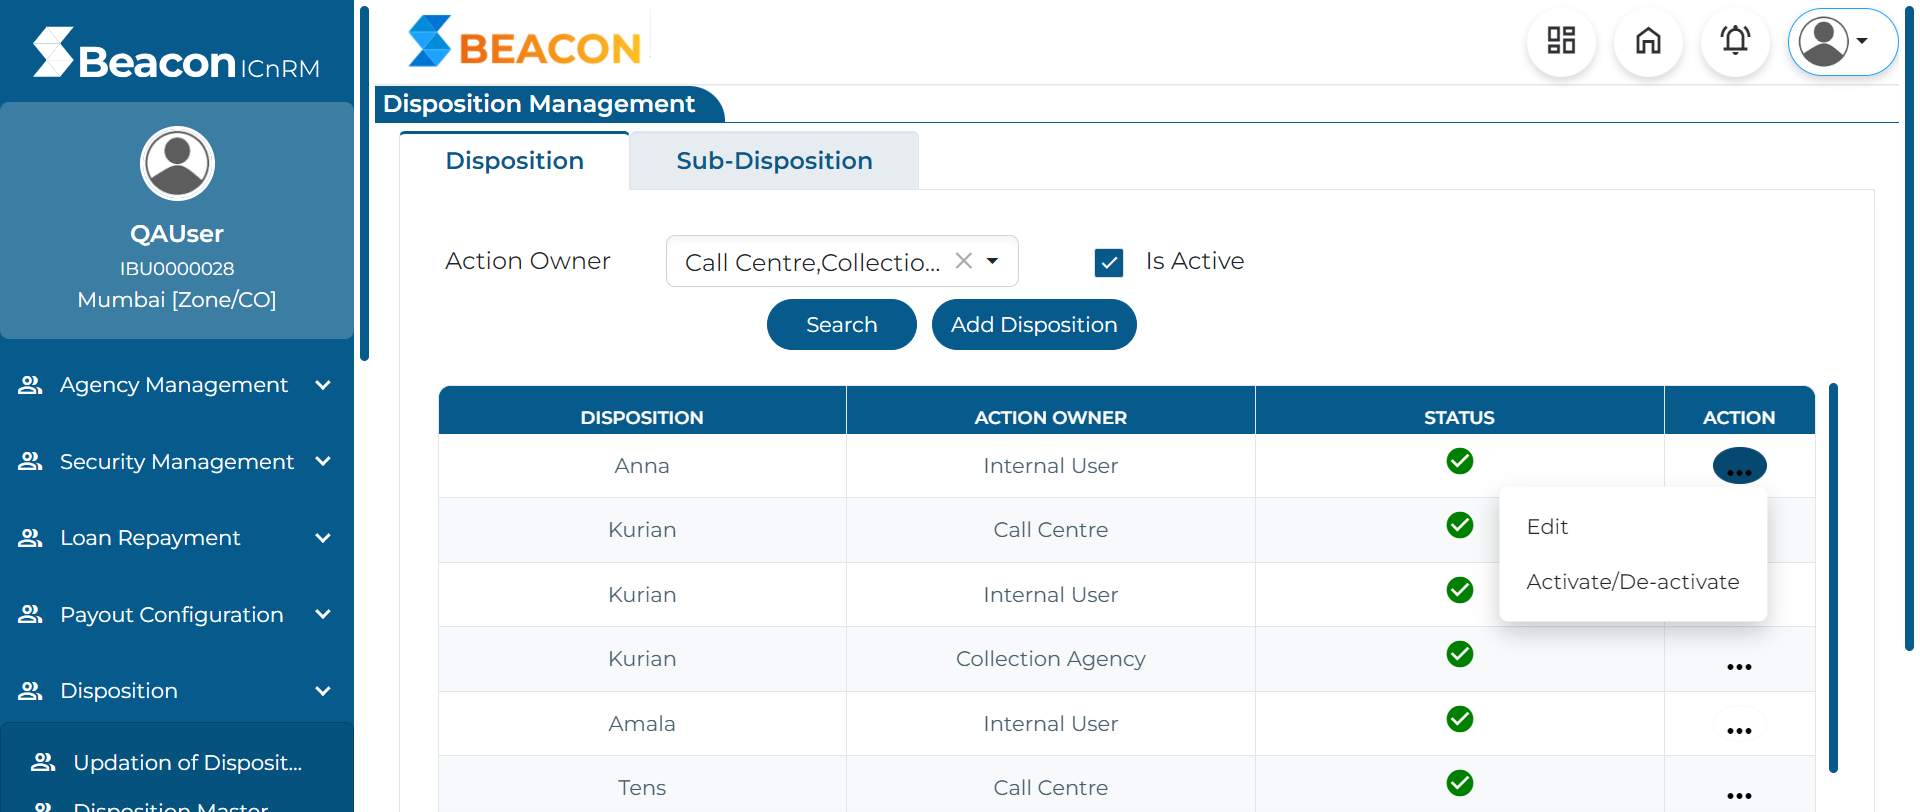 Beacon ICnRM
BEACON
Disposition Management
QAUser
IBU0000028
Mumbai [Zone/CO]
Agency Management
Security Management
Loan Repayment
Payout Configuration
Disposition
Updation of Disposit...
Disposition Master
Disposition Sub-Disposition
Action Owner Call Centre,Collectio... Is Active
Search Add Disposition
DISPOSITION ACTION OWNER STATUS ACTION
Anna Internal User ...
Kurian Call Centre
Kurian Internal User
Kurian Collection Agency ...
Amala Internal User ...
Tens Call Centre ...
Edit
Activate/De-activate